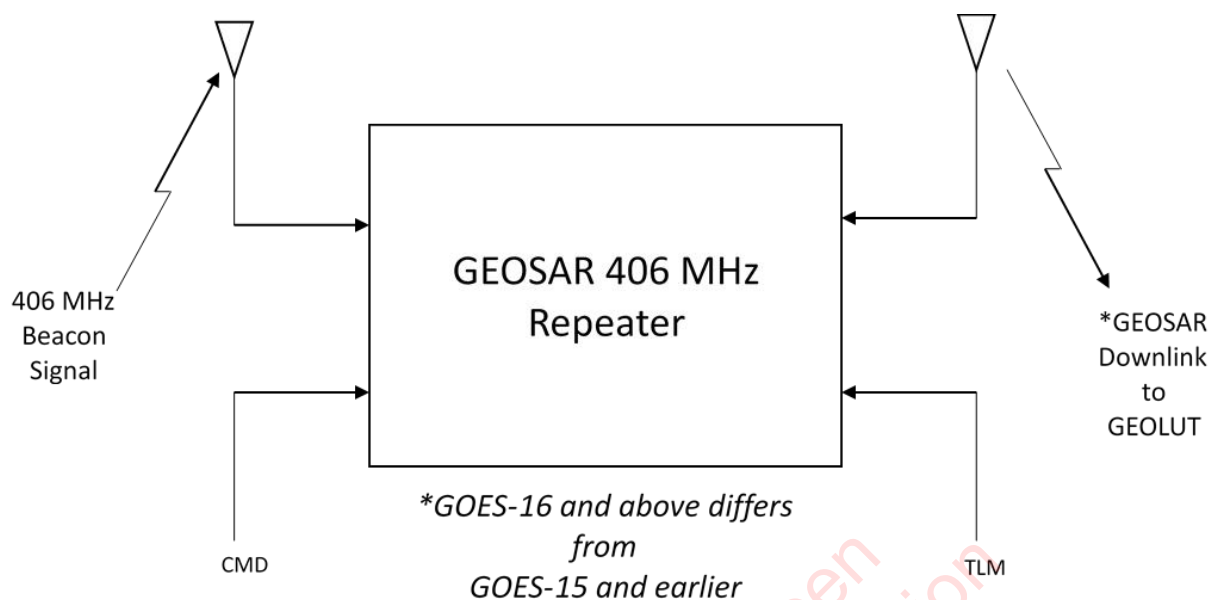 GEOSAR 406 MHz
Repeater
406 MHz
Beacon
Signal
*GEOSAR
Downlink
to
GEOLUT
*GOES-16 and above differs
from
GOES-15 and earlier
CMD
TLM